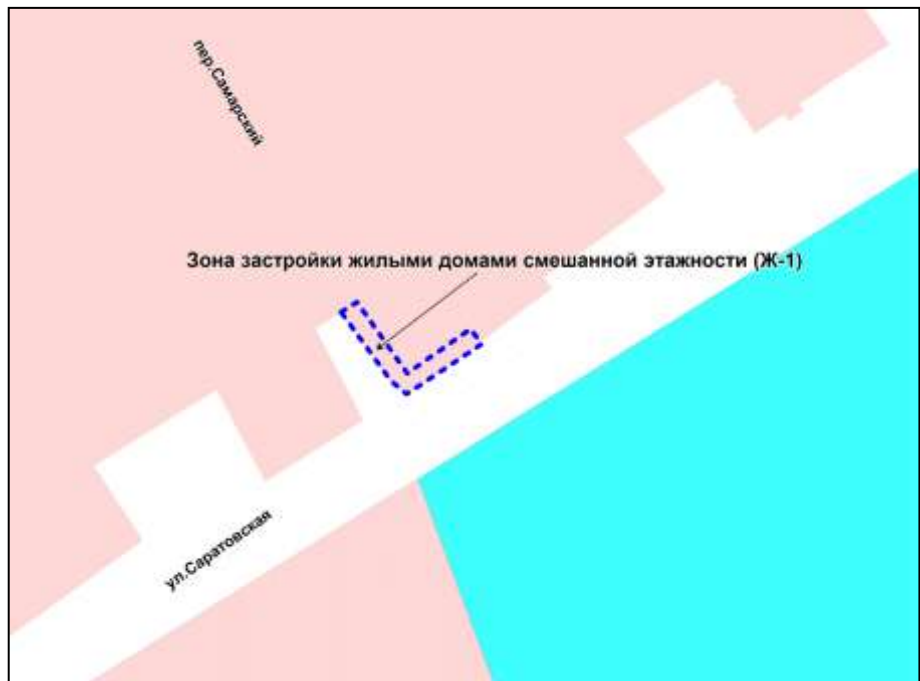 пер.Самарский
Зона застройки жилыми домами смешанной этажности (Ж-1)
ул.Саратовская